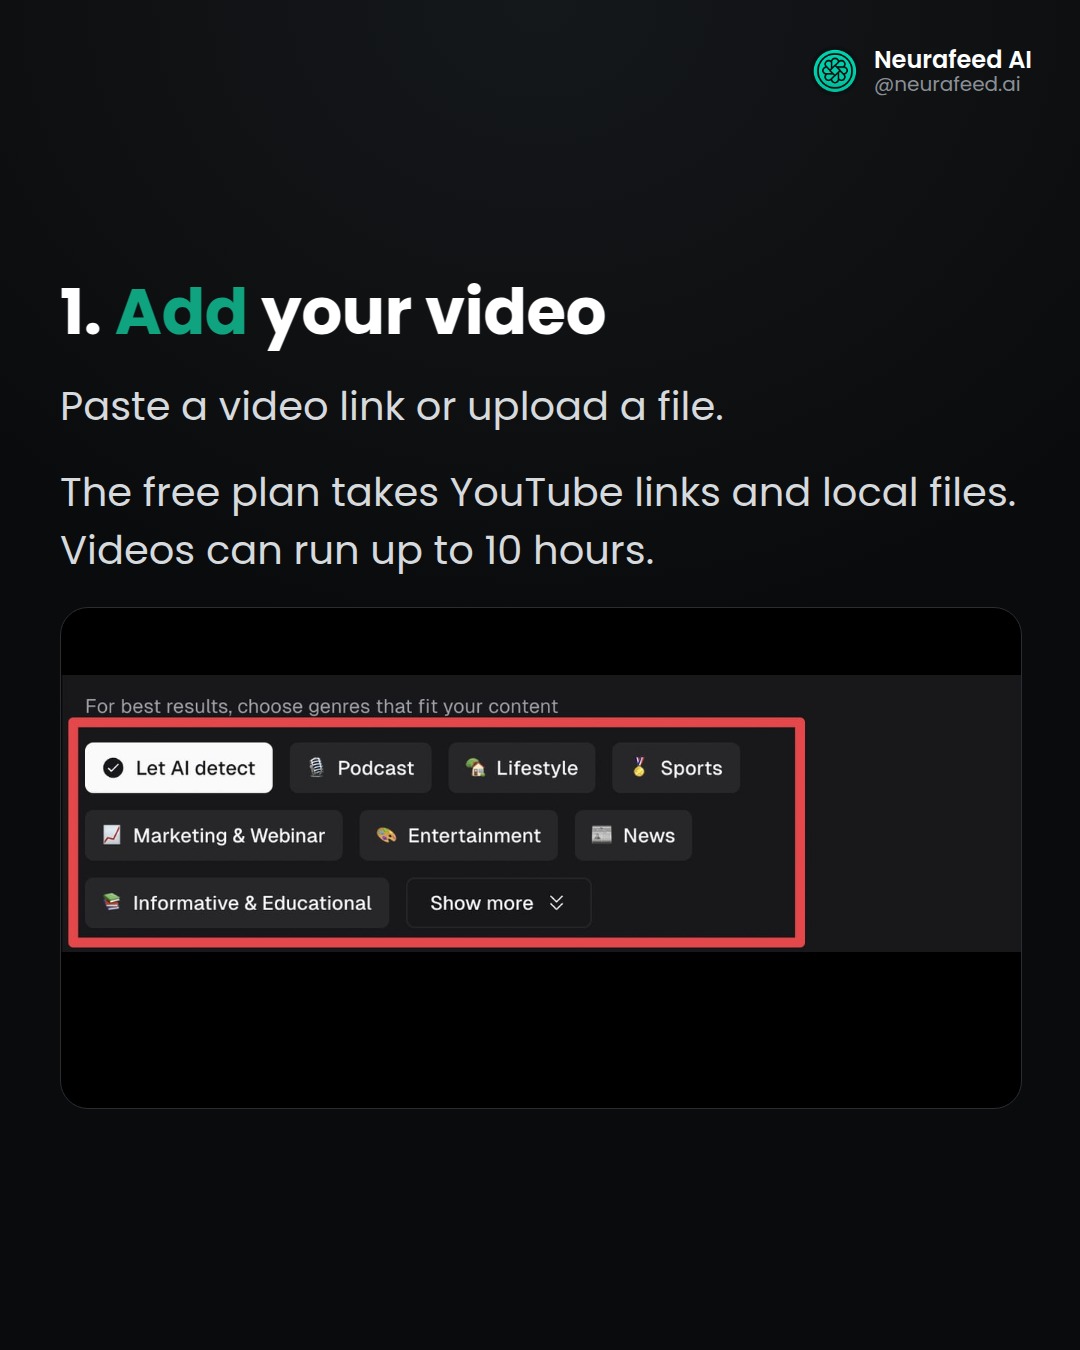 Neurafeed AI
@neurafeed.ai
1. Add your video
Paste a video link or upload a file.
The free plan takes YouTube links and local files.
Videos can run up to 10 hours.
For best results, choose genres that fit your content
Let AI detect
Podcast
Lifestyle
Sports
Marketing & Webinar
Entertainment
News
Informative & Educational
Show more